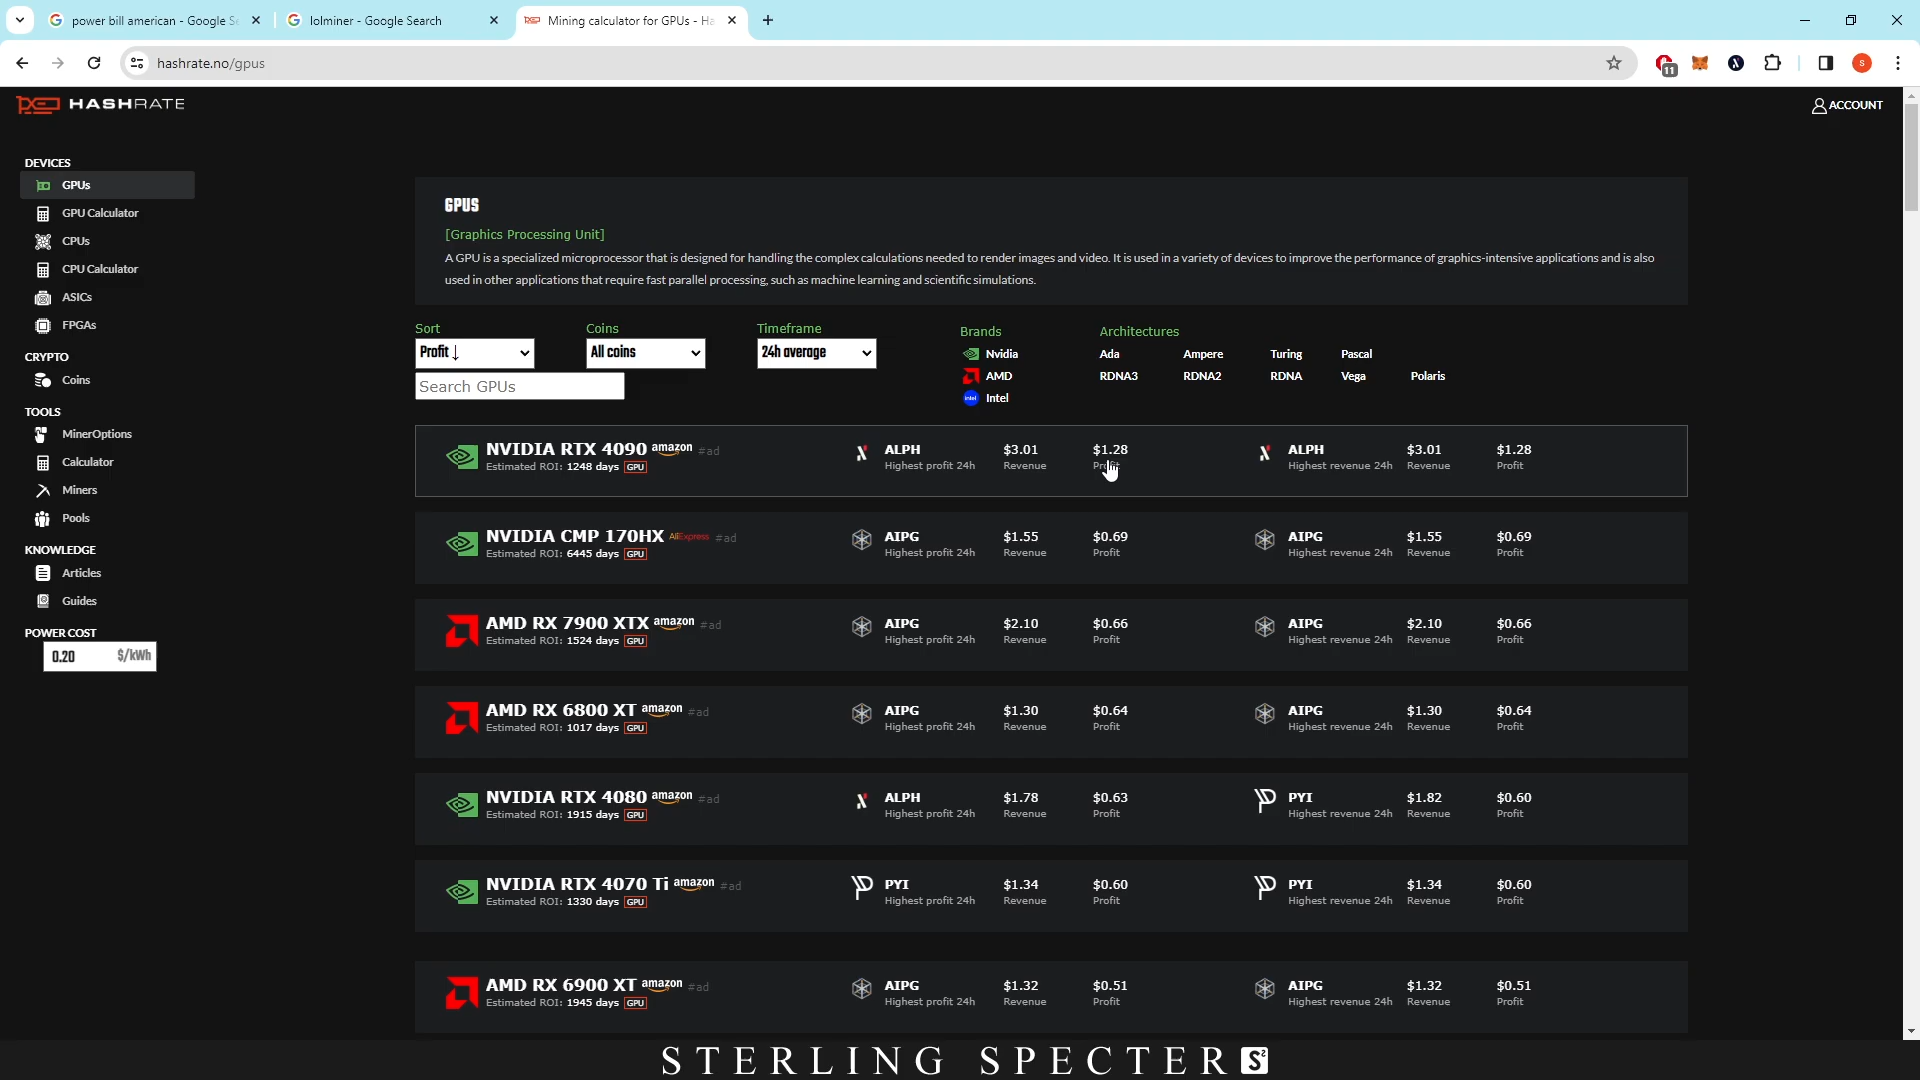 power bill american - Google S
lolminer - Google Search
Mining calculator for GPUs - Ha
hashrate.no/gpus
11
S
HASHRATE
ACCOUNT
DEVICES
GPUs
GPU Calculator
CPUs
CPU Calculator
ASICs
FPGAs
CRYPTO
Coins
TOOLS
MinerOptions
Calculator
Miners
Pools
KNOWLEDGE
Articles
Guides
POWER COST
0.20 $/kWh
GPUS
[Graphics Processing Unit]
A GPU is a specialized microprocessor that is designed for handling the complex calculations needed to render images and video. It is used in a variety of devices to improve the performance of graphics-intensive applications and is also
used in other applications that require fast parallel processing, such as machine learning and scientific simulations.
Sort Coins Timeframe
Profit ↓ All coins 24h average
Search GPUs
Brands Architectures
Nvidia Ada Ampere Turing Pascal
AMD RDNA3 RDNA2 RDNA Vega Polaris
intel Intel
NVIDIA RTX 4090 amazon #ad ALPH $3.01 $1.28 ALPH $3.01 $1.28
Estimated ROI: 1248 days GPU Highest profit 24h Revenue Profit Highest revenue 24h Revenue Profit
NVIDIA CMP 170HX AliExpress #ad AIPG $1.55 $0.69 AIPG $1.55 $0.69
Estimated ROI: 6445 days GPU Highest profit 24h Revenue Profit Highest revenue 24h Revenue Profit
AMD RX 7900 XTX amazon #ad AIPG $2.10 $0.66 AIPG $2.10 $0.66
Estimated ROI: 1524 days GPU Highest profit 24h Revenue Profit Highest revenue 24h Revenue Profit
AMD RX 6800 XT amazon #ad AIPG $1.30 $0.64 AIPG $1.30 $0.64
Estimated ROI: 1017 days GPU Highest profit 24h Revenue Profit Highest revenue 24h Revenue Profit
NVIDIA RTX 4080 amazon #ad ALPH $1.78 $0.63 PYI $1.82 $0.60
Estimated ROI: 1915 days GPU Highest profit 24h Revenue Profit Highest revenue 24h Revenue Profit
NVIDIA RTX 4070 Ti amazon #ad PYI $1.34 $0.60 PYI $1.34 $0.60
Estimated ROI: 1330 days GPU Highest profit 24h Revenue Profit Highest revenue 24h Revenue Profit
AMD RX 6900 XT amazon #ad AIPG $1.32 $0.51 AIPG $1.32 $0.51
Estimated ROI: 1945 days GPU Highest profit 24h Revenue Profit Highest revenue 24h Revenue Profit
STERLING SPECTER S²